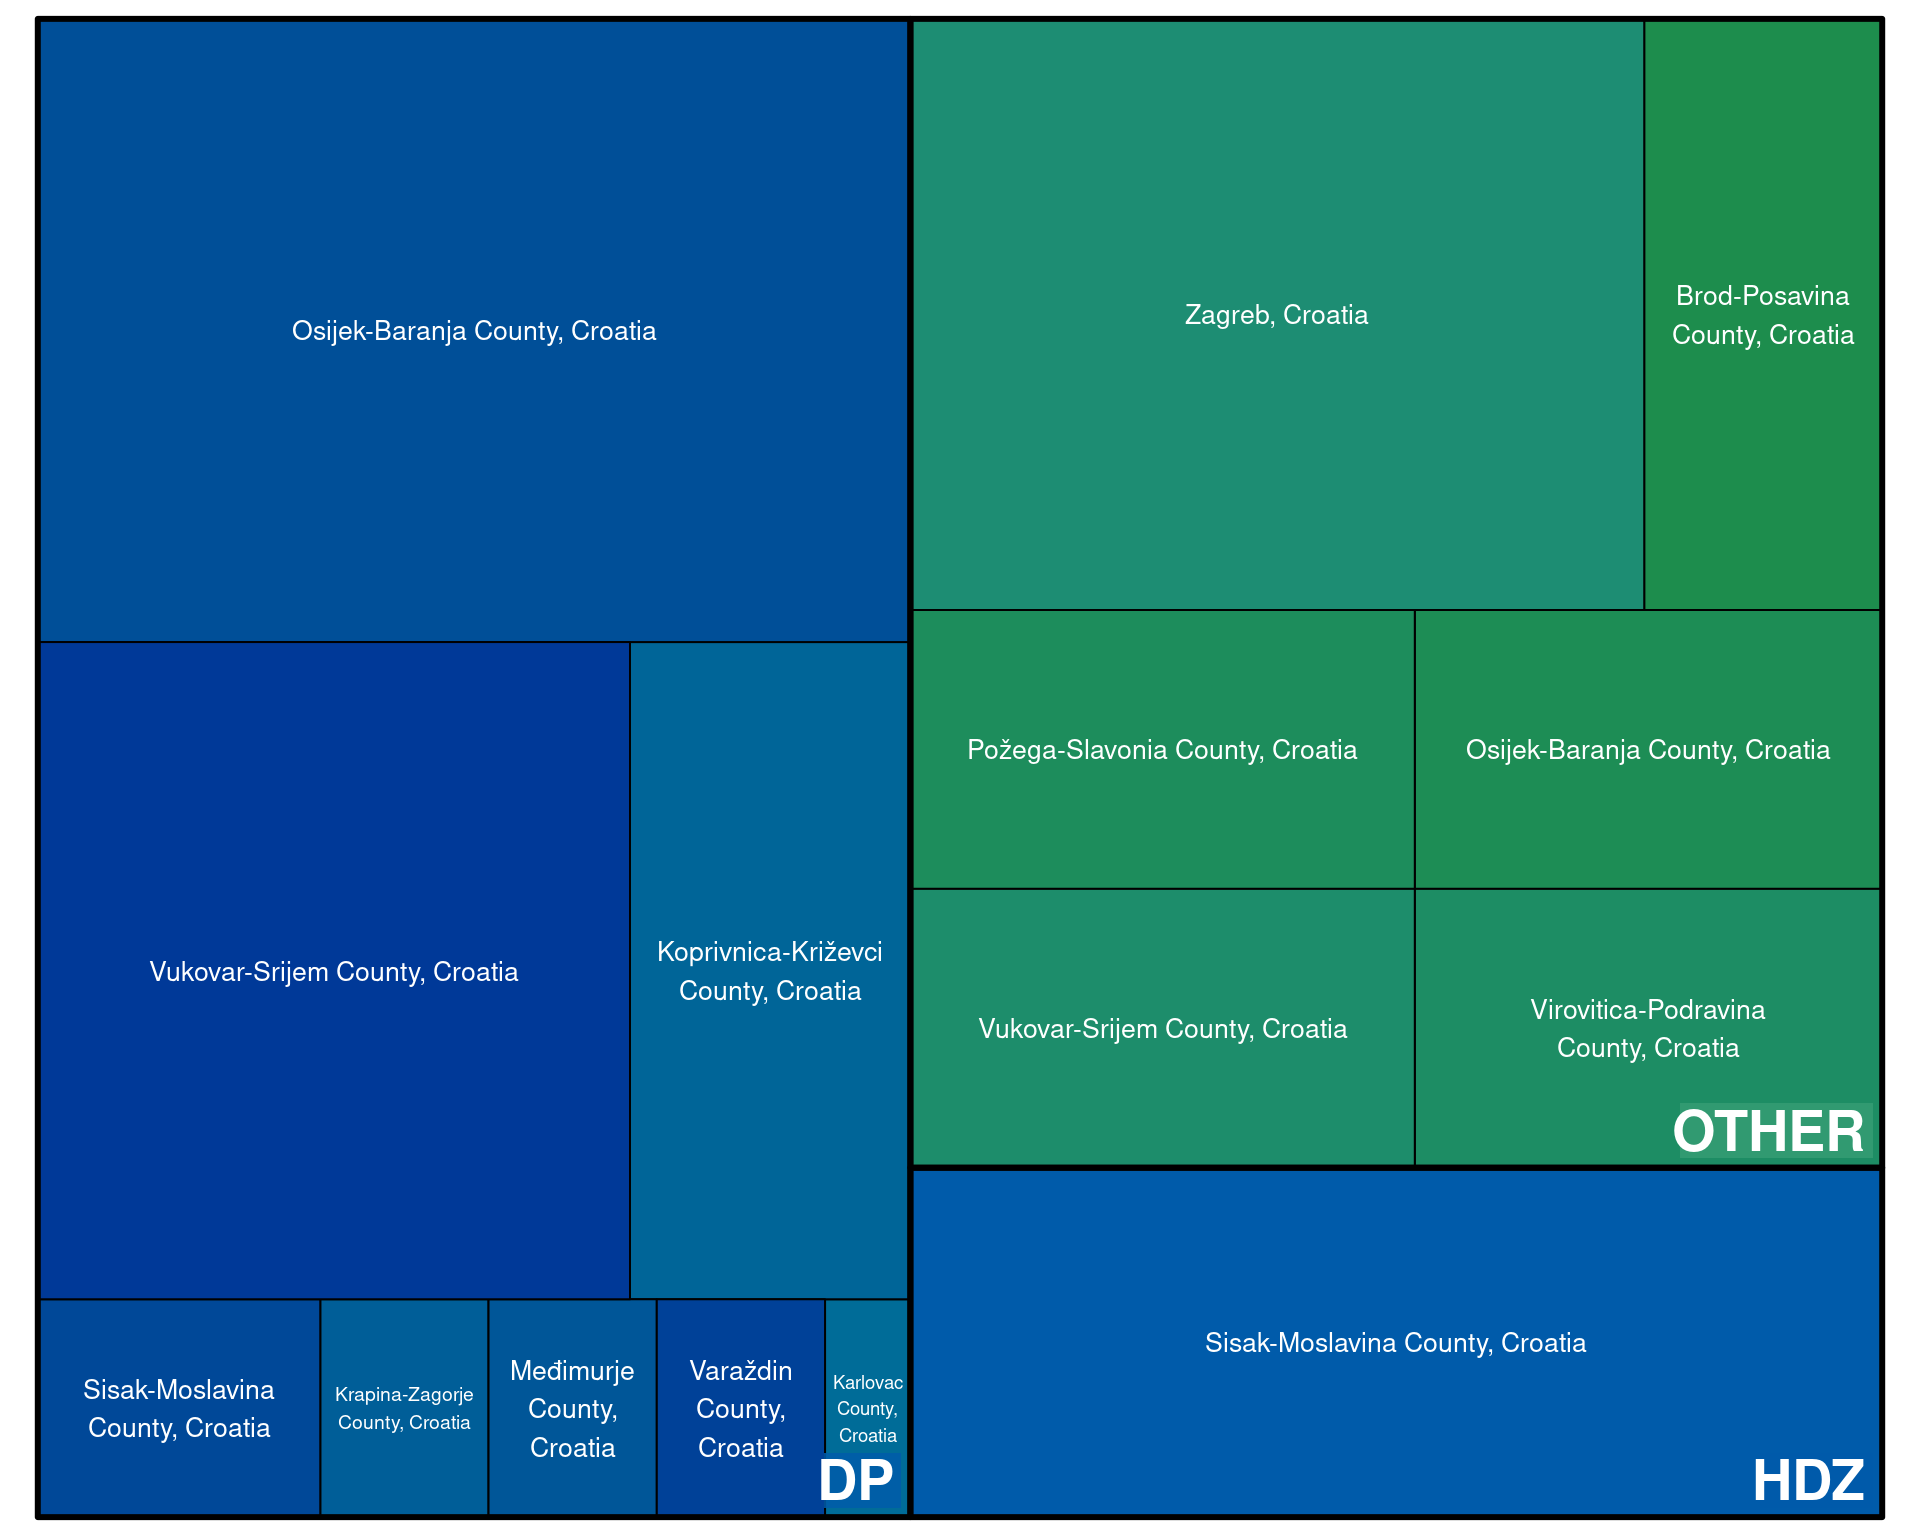 Osijek-Baranja County, Croatia
Vukovar-Srijem County, Croatia
Koprivnica-Križevci
County, Croatia
Sisak-Moslavina
County, Croatia
Krapina-Zagorje
County, Croatia
Međimurje
County,
Croatia
Varaždin
County,
Croatia
Karlovac
County,
Croatia
DP
Zagreb, Croatia
Brod-Posavina
County, Croatia
Požega-Slavonia County, Croatia
Osijek-Baranja County, Croatia
Vukovar-Srijem County, Croatia
Virovitica-Podravina
County, Croatia
OTHER
Sisak-Moslavina County, Croatia
HDZ